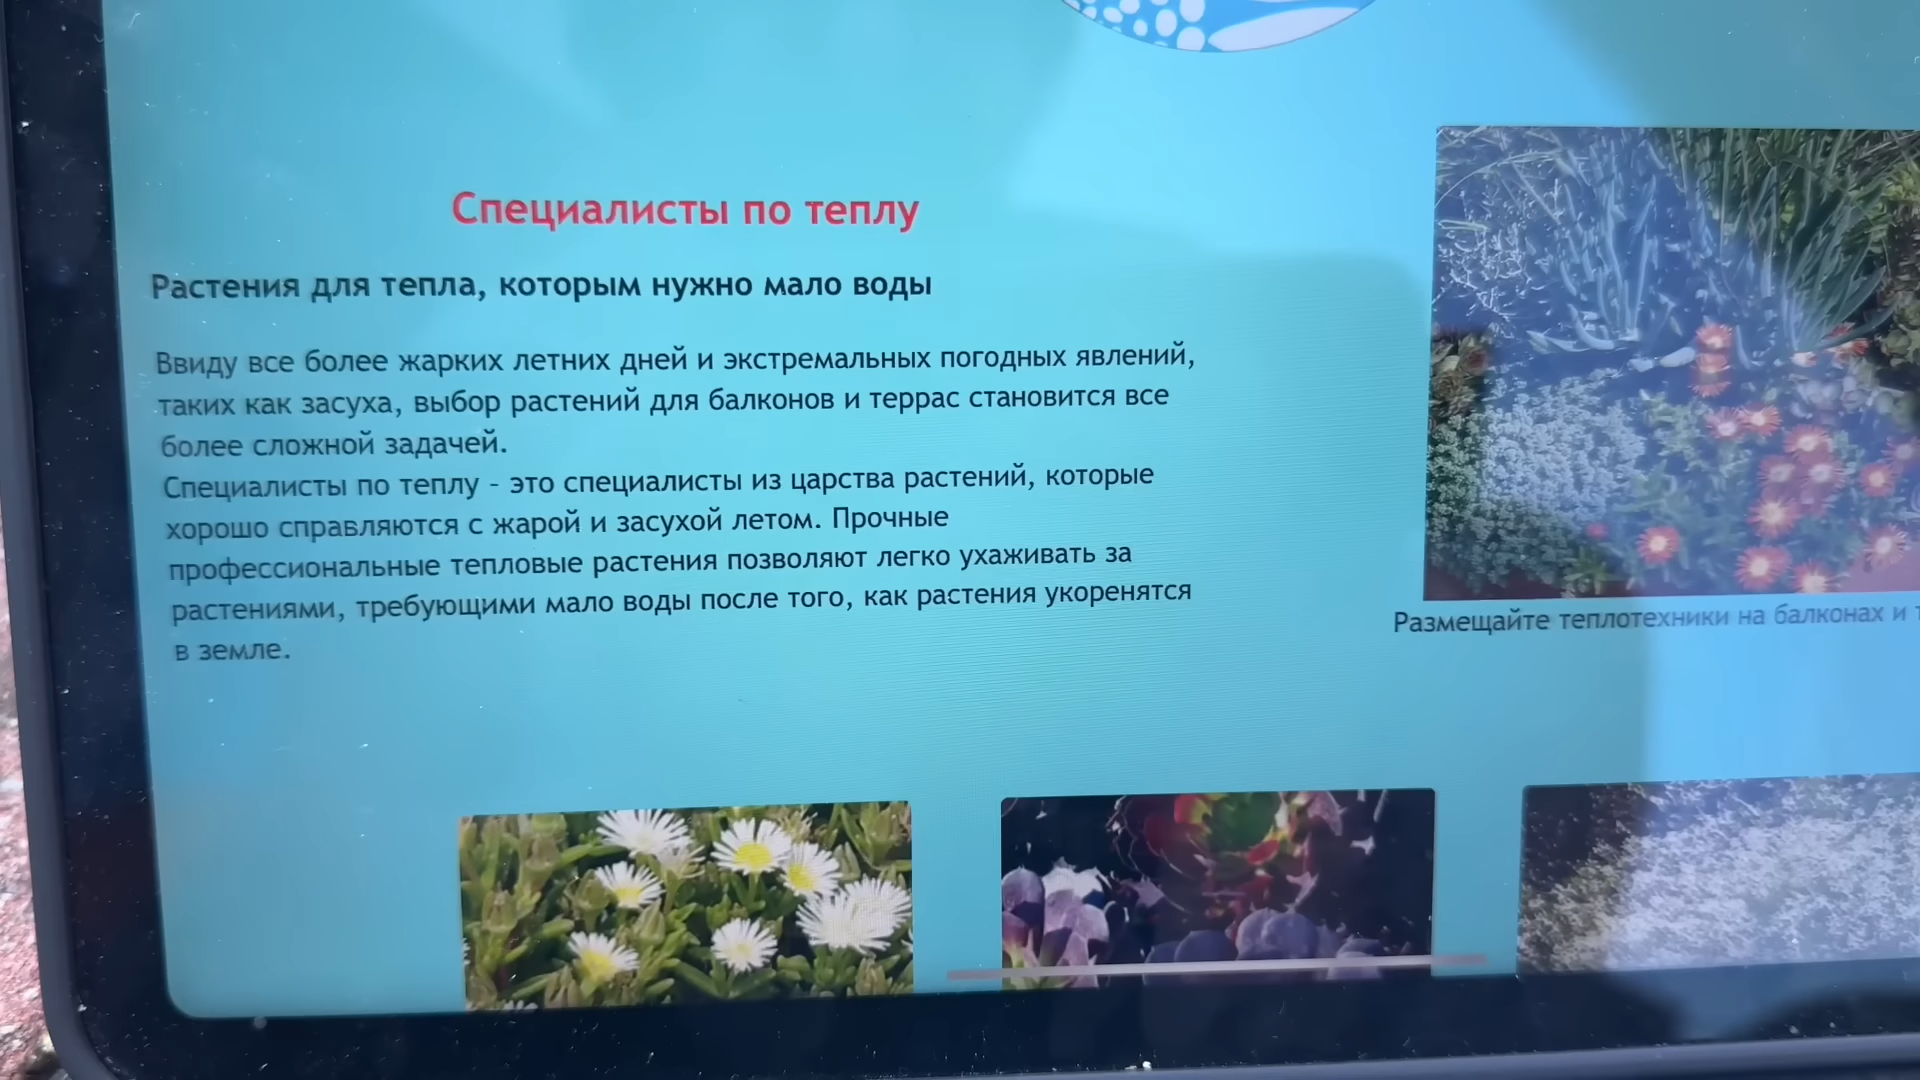 Специалисты по теплу
Растения для тепла, которым нужно мало воды
Ввиду все более жарких летних дней и экстремальных погодных явлений,
таких как засуха, выбор растений для балконов и террас становится все
более сложной задачей.
Специалисты по теплу - это специалисты из царства растений, которые
хорошо справляются с жарой и засухой летом. Прочные
профессиональные тепловые растения позволяют легко ухаживать за
растениями, требующими мало воды после того, как растения укоренятся
в земле.
Размещайте теплотехники на балконах и